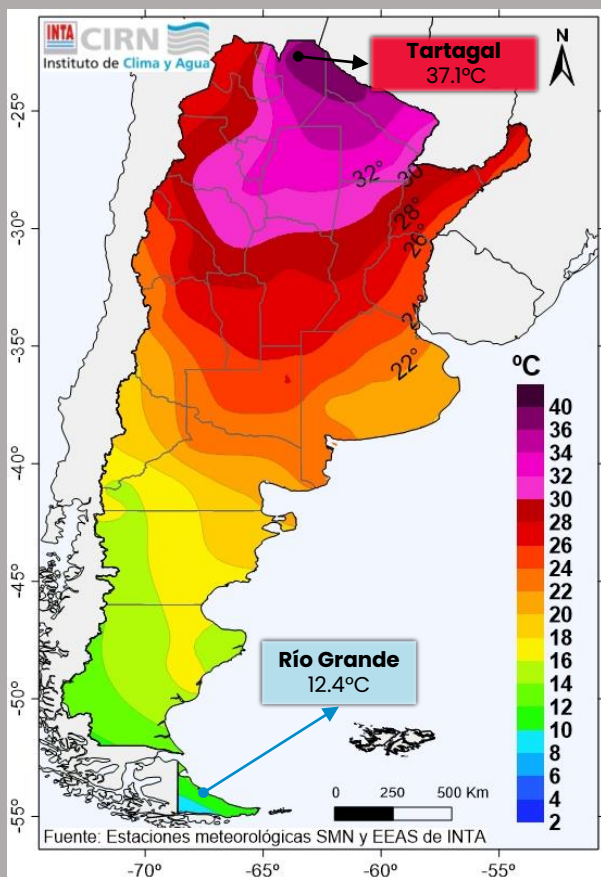 INTA CIRN
Instituto de Clima y Agua
Tartagal
37.1ºC
N
-25°
-30°
-35°
-40°
-45°
-50°
-55°
32°
30°
28°
26°
24°
22°
ºC
40
36
34
32
30
28
26
24
22
20
18
16
14
12
10
8
6
4
2
Río Grande
12.4ºC
0 250 500 Km
Fuente: Estaciones meteorológicas SMN y EEAS de INTA
-70° -65° -60° -55°